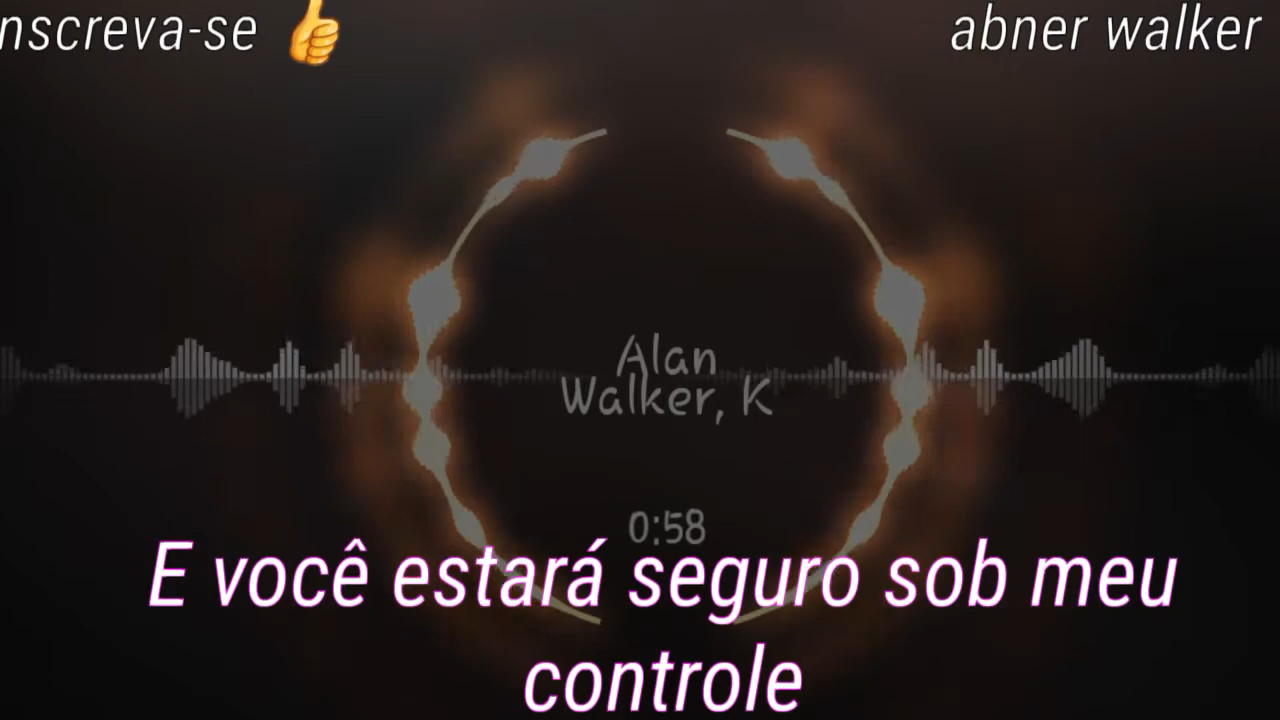 nscreva-se 👍
abner walker
Alan
Walker, K
0:58
E você estará seguro sob meu
controle